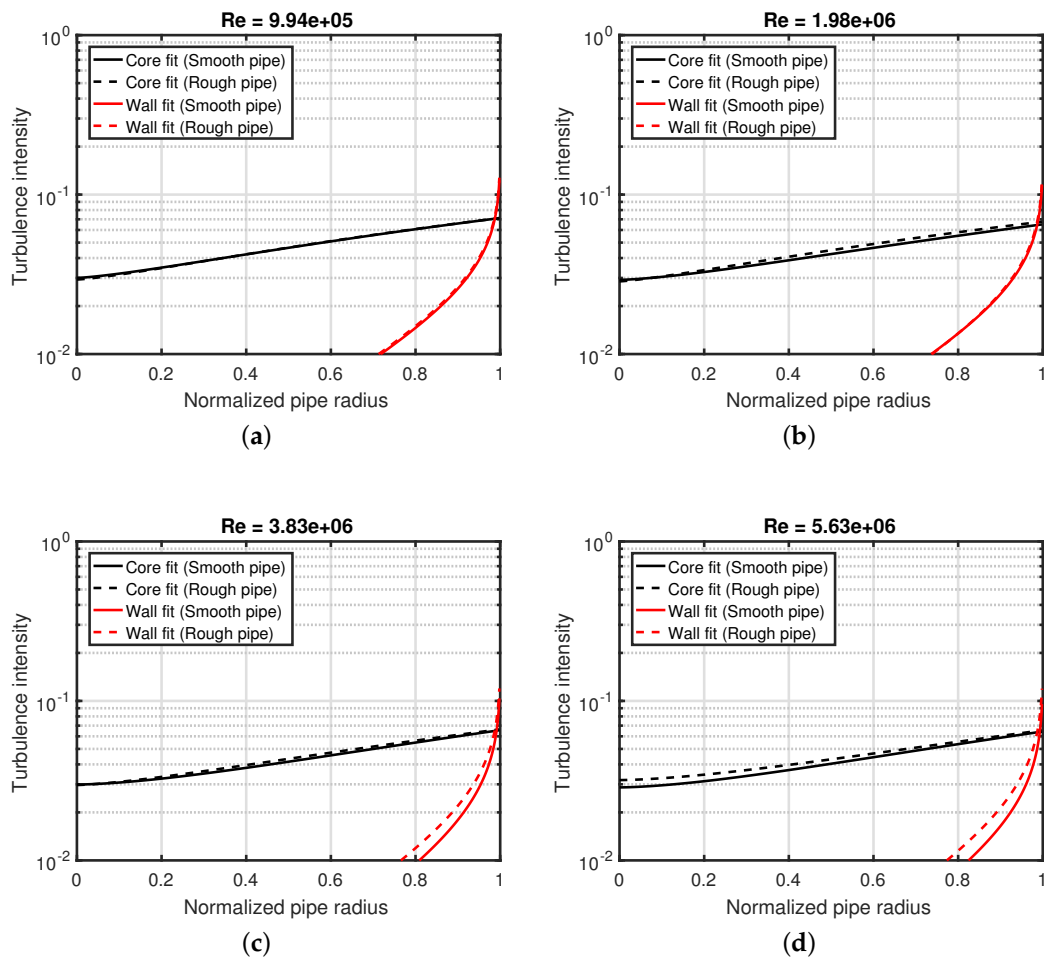 Re = 9.94e+05
10^0
Core fit (Smooth pipe)
Core fit (Rough pipe)
Wall fit (Smooth pipe)
Wall fit (Rough pipe)
10^-1
10^-2
Turbulence intensity
0 0.2 0.4 0.6 0.8 1
Normalized pipe radius
(a)
Re = 1.98e+06
10^0
Core fit (Smooth pipe)
Core fit (Rough pipe)
Wall fit (Smooth pipe)
Wall fit (Rough pipe)
10^-1
10^-2
Turbulence intensity
0 0.2 0.4 0.6 0.8 1
Normalized pipe radius
(b)
Re = 3.83e+06
10^0
Core fit (Smooth pipe)
Core fit (Rough pipe)
Wall fit (Smooth pipe)
Wall fit (Rough pipe)
10^-1
10^-2
Turbulence intensity
0 0.2 0.4 0.6 0.8 1
Normalized pipe radius
(c)
Re = 5.63e+06
10^0
Core fit (Smooth pipe)
Core fit (Rough pipe)
Wall fit (Smooth pipe)
Wall fit (Rough pipe)
10^-1
10^-2
Turbulence intensity
0 0.2 0.4 0.6 0.8 1
Normalized pipe radius
(d)